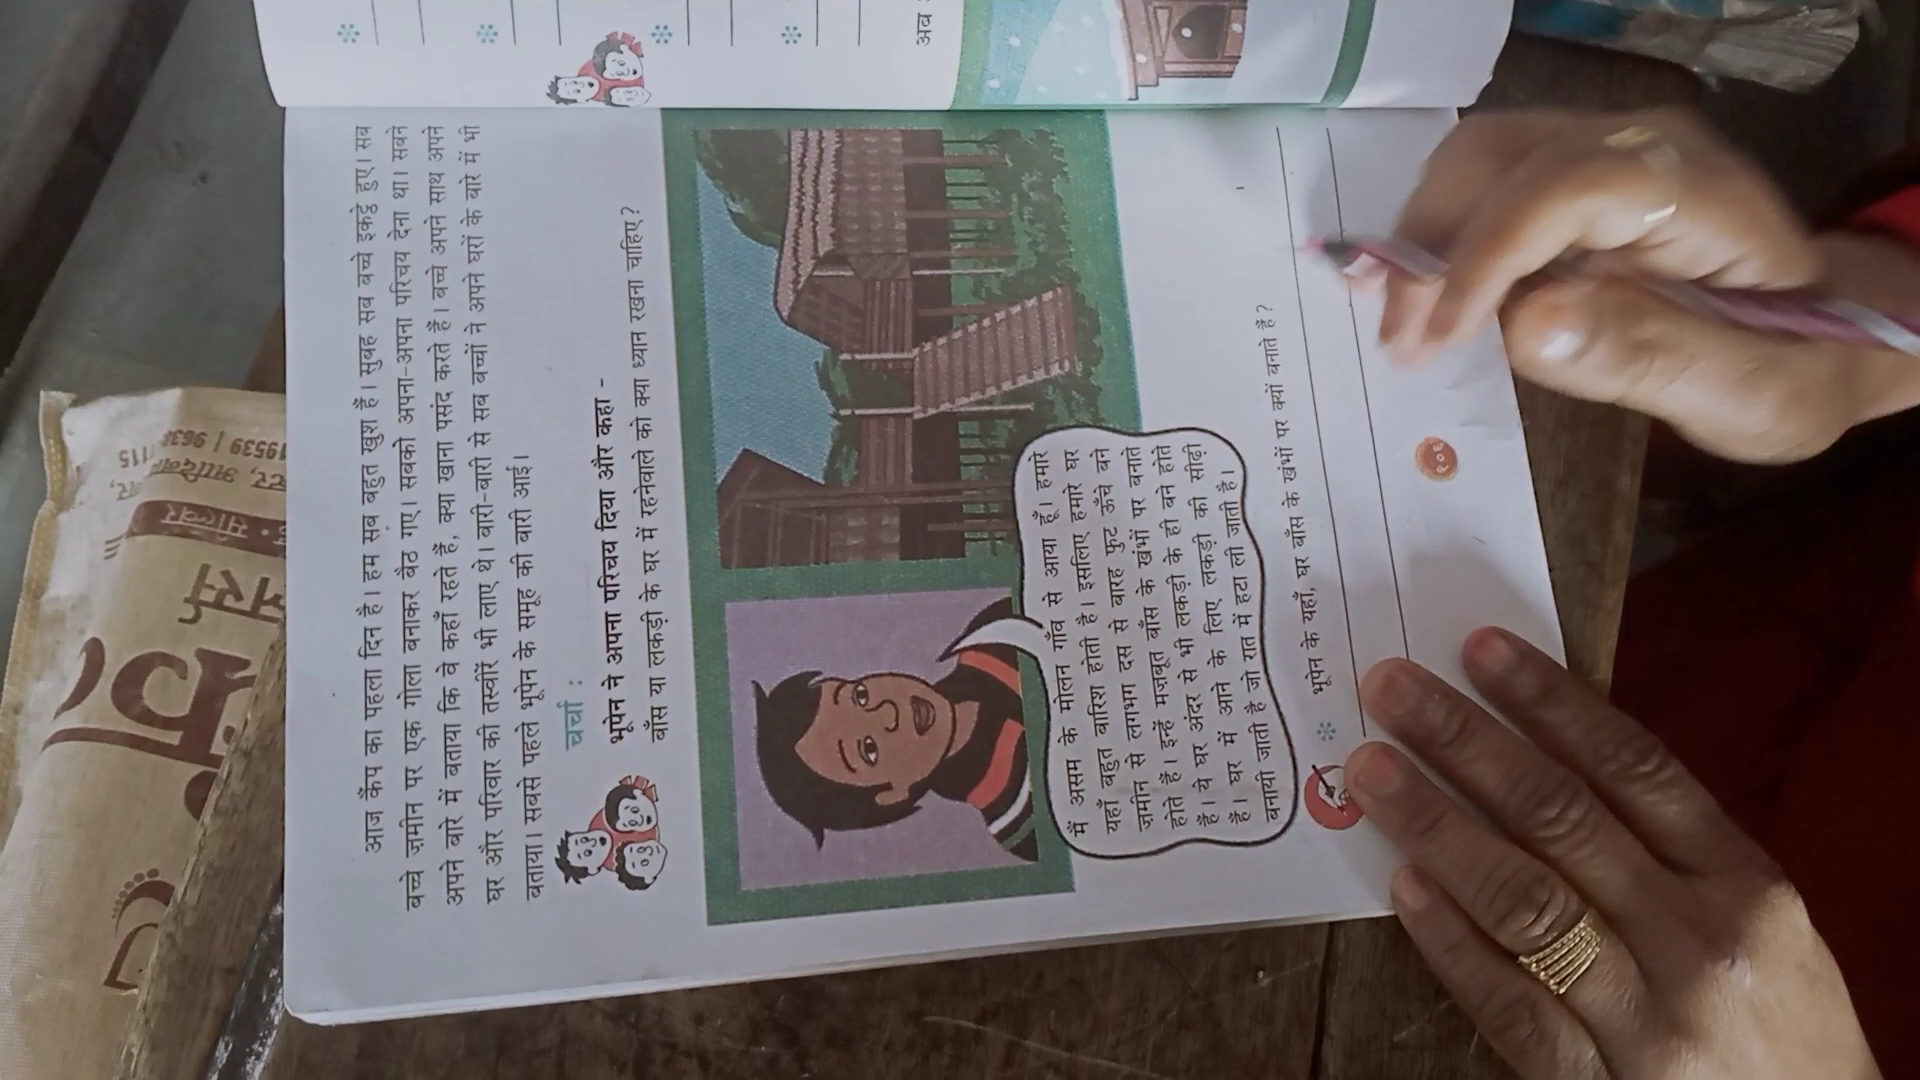 आज कैंप का पहला दिन है। हम सब बहुत खुश हैं। सुबह सब बच्चे इकट्ठे हुए। सब
बच्चे ज़मीन पर एक गोला बनाकर बैठ गए। सबको अपना-अपना परिचय देना था। सबने
अपने बारे में बताया कि वे कहाँ रहते हैं, क्या खाना पसंद करते हैं। बच्चे अपने साथ अपने
घर और परिवार की तस्वीरें भी लाए थे। बारी-बारी से सब बच्चों ने अपने घरों के बारे में भी
बताया। सबसे पहले भूपेन के समूह की बारी आई।
चर्चा :
भूपेन ने अपना परिचय दिया और कहा -
बाँस या लकड़ी के घर में रहनेवाले को क्या ध्यान रखना चाहिए?
मैं असम के मोलन गाँव से आया हूँ। हमारे
यहाँ बहुत बारिश होती है। इसलिए हमारे घर
ज़मीन से लगभग दस से बारह फुट ऊँचे बने
होते हैं। इन्हें मजबूत बाँस के खंभों पर बनाते
हैं। ये घर अंदर से भी लकड़ी के ही बने होते
हैं। घर में आने के लिए लकड़ी की सीढ़ी
बनायी जाती है जो रात में हटा ली जाती है।
भूपेन के यहाँ, घर बाँस के खंभों पर क्यों बनाते हैं?
अब